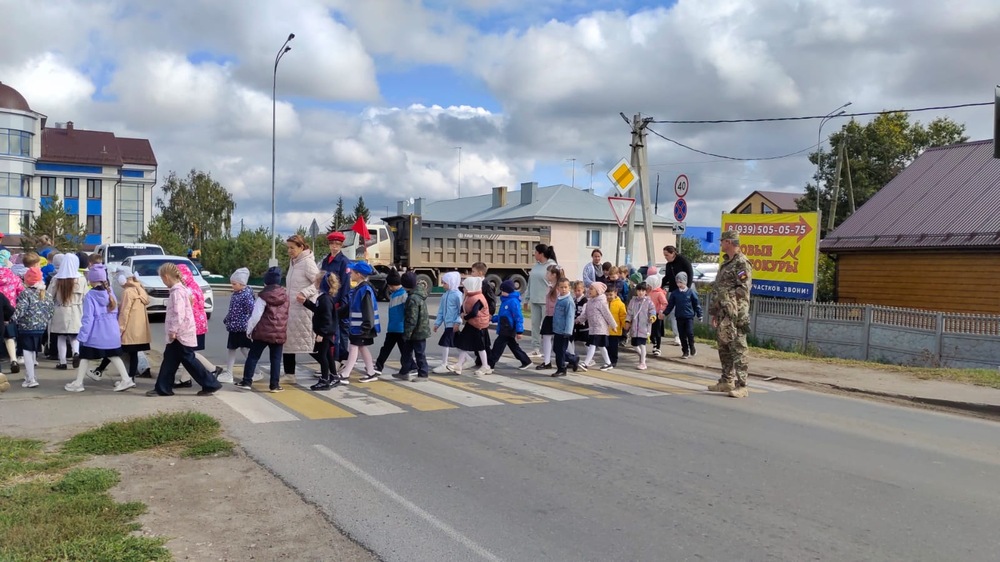 40
FAW TRUCKS
8 (939) 505-05-75
ОВЫЕ
ОКУРЫ
УЧАСТКОВ. ЗВОНИ!